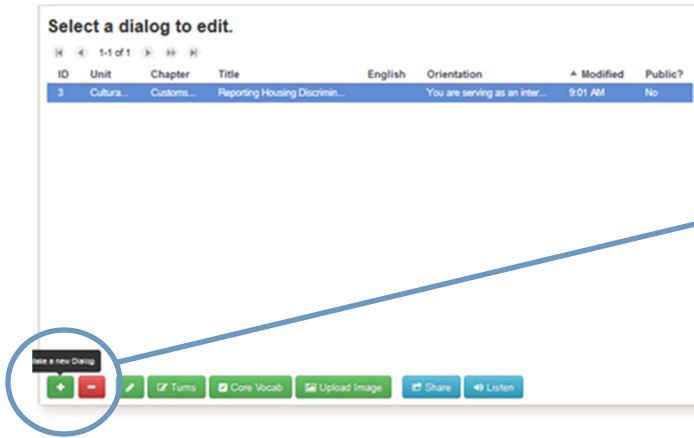 Select a dialog to edit.
1-1 of 1
ID Unit Chapter Title English Orientation Modified Public?
3 Cultura... Customs... Reporting Housing Discrimin... You are serving as an inter... 9:01 AM No
a new Dialog
Turns Core Vocab Upload Image Share Listen